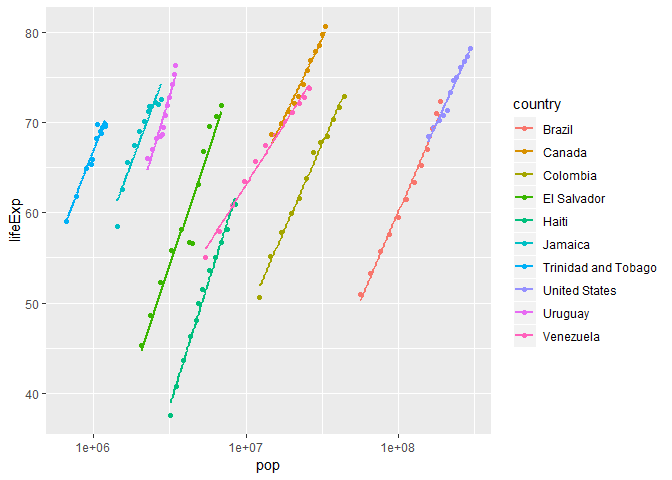 80
70
60
50
40
lifeExp
1e+06
1e+07
1e+08
pop
country
Brazil
Canada
Colombia
El Salvador
Haiti
Jamaica
Trinidad and Tobago
United States
Uruguay
Venezuela